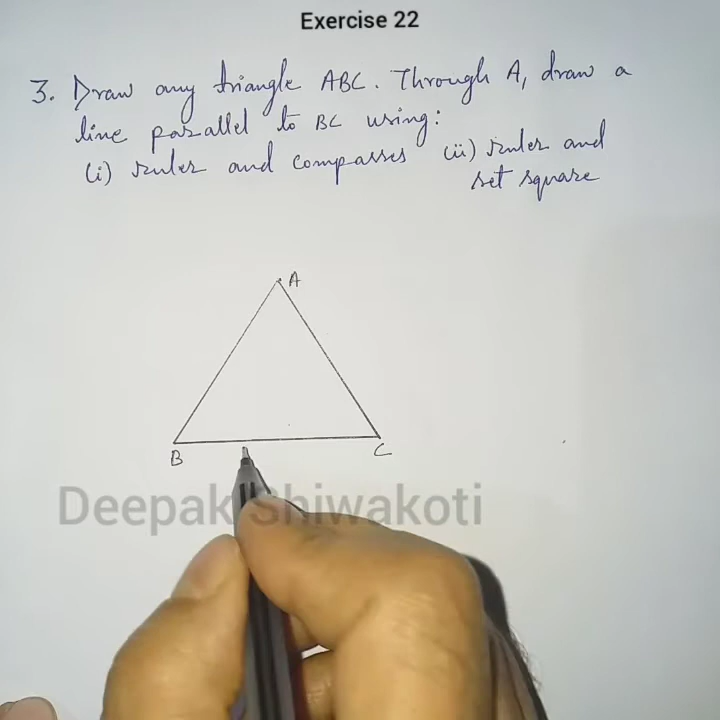 Exercise 22
3. Draw any triangle ABC. Through A, draw a
line parallel to BC using:
(i) ruler and compasses (ii) ruler and
set square
A
B
C
Deepak Shiwakoti